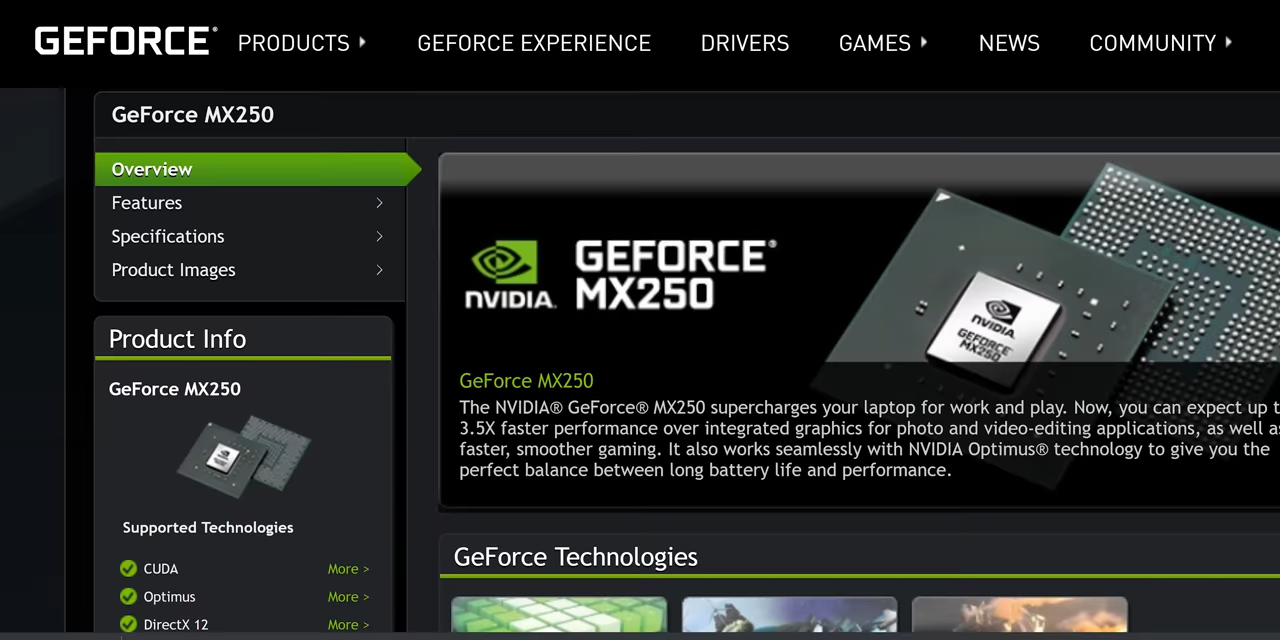 GEFORCE® PRODUCTS GEFORCE EXPERIENCE DRIVERS GAMES NEWS COMMUNITY
GeForce MX250
Overview
Features
Specifications
Product Images
Product Info
GeForce MX250
Supported Technologies
CUDA More >
Optimus More >
DirectX 12 More >
NVIDIA.
GEFORCE®
MX250
NVIDIA
GEFORCE
MX250
GeForce MX250
The NVIDIA® GeForce® MX250 supercharges your laptop for work and play. Now, you can expect up t
3.5X faster performance over integrated graphics for photo and video-editing applications, as well as
faster, smoother gaming. It also works seamlessly with NVIDIA Optimus® technology to give you the
perfect balance between long battery life and performance.
GeForce Technologies